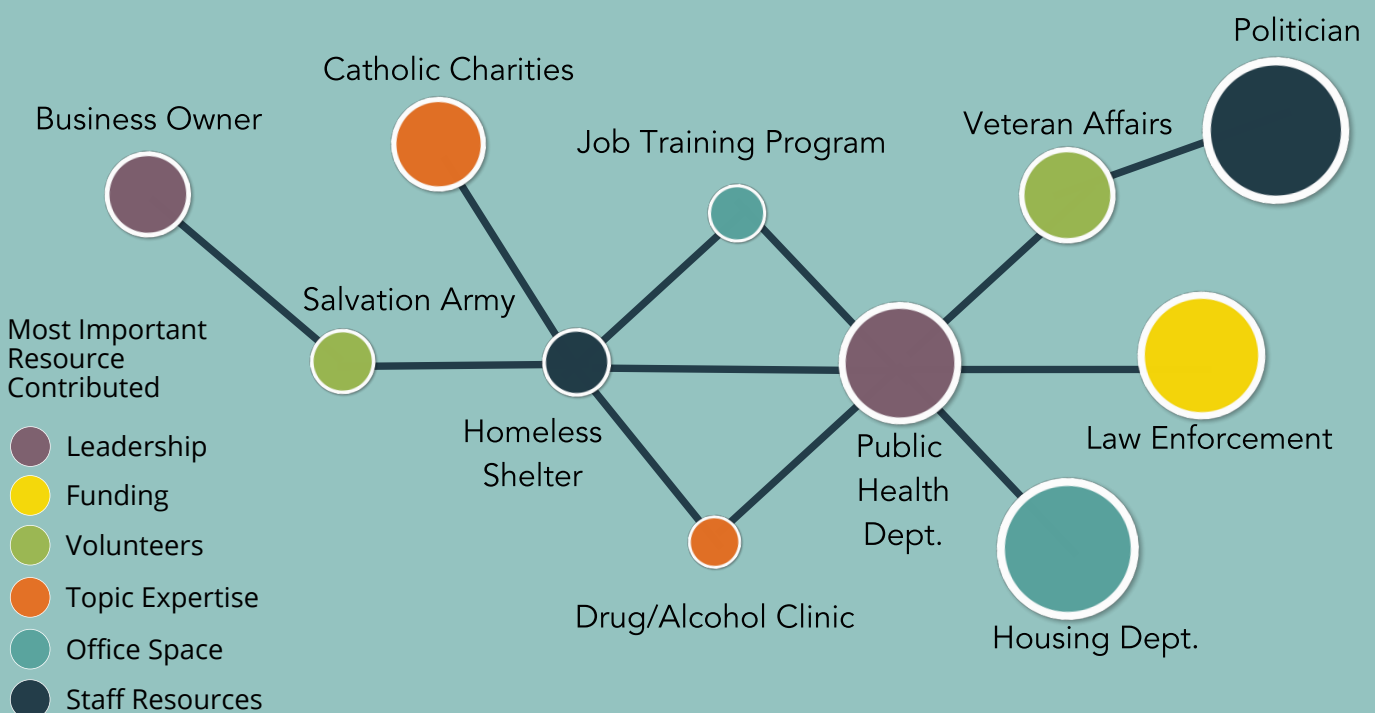 Politician
Catholic Charities
Business Owner
Veteran Affairs
Job Training Program
Salvation Army
Most Important
Resource
Contributed
Homeless
Shelter
Public
Health
Dept.
Law Enforcement
Leadership
Funding
Volunteers
Topic Expertise
Drug/Alcohol Clinic
Office Space
Housing Dept.
Staff Resources